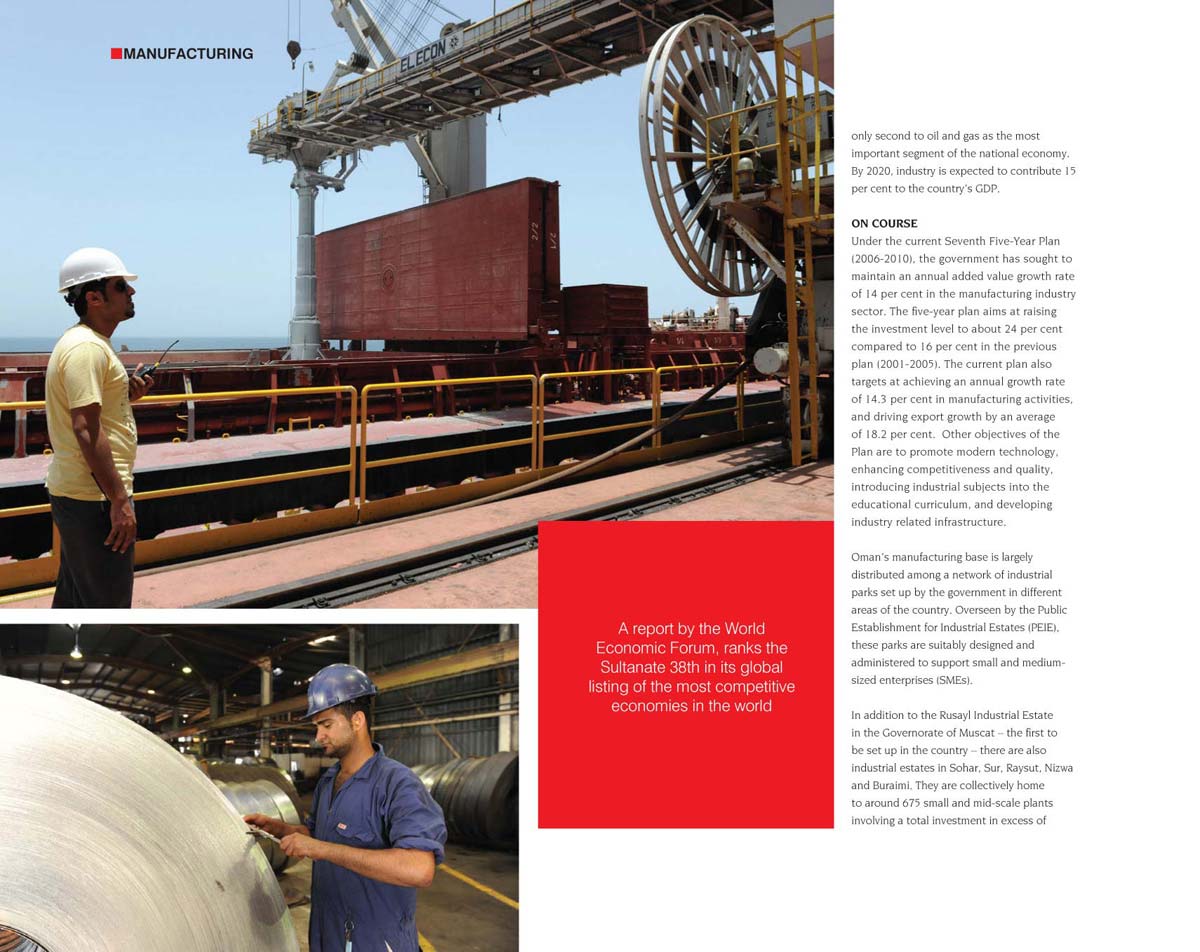 MANUFACTURING
ELECON
2/2
2/1
A report by the World
Economic Forum, ranks the
Sultanate 38th in its global
listing of the most competitive
economies in the world
only second to oil and gas as the most
important segment of the national economy.
By 2020, industry is expected to contribute 15
per cent to the country's GDP.
ON COURSE
Under the current Seventh Five-Year Plan
(2006-2010), the government has sought to
maintain an annual added value growth rate
of 14 per cent in the manufacturing industry
sector. The five-year plan aims at raising
the investment level to about 24 per cent
compared to 16 per cent in the previous
plan (2001-2005). The current plan also
targets at achieving an annual growth rate
of 14.3 per cent in manufacturing activities,
and driving export growth by an average
of 18.2 per cent.  Other objectives of the
Plan are to promote modern technology,
enhancing competitiveness and quality,
introducing industrial subjects into the
educational curriculum, and developing
industry related infrastructure.
Oman's manufacturing base is largely
distributed among a network of industrial
parks set up by the government in different
areas of the country. Overseen by the Public
Establishment for Industrial Estates (PEIE),
these parks are suitably designed and
administered to support small and medium-
sized enterprises (SMEs).
In addition to the Rusayl Industrial Estate
in the Governorate of Muscat – the first to
be set up in the country – there are also
industrial estates in Sohar, Sur, Raysut, Nizwa
and Buraimi. They are collectively home
to around 675 small and mid-scale plants
involving a total investment in excess of